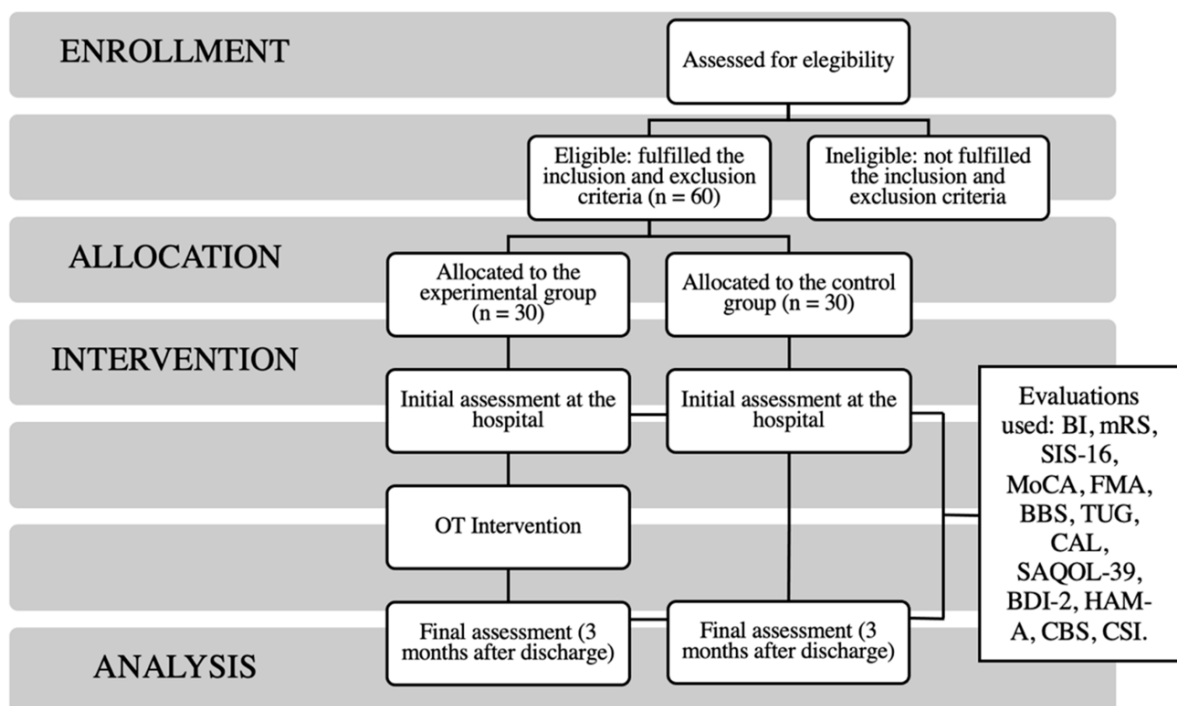 ENROLLMENT
Assessed for elegibility
Eligible: fulfilled the
inclusion and exclusion
criteria (n = 60)
Ineligible: not fulfilled
the inclusion and
exclusion criteria
ALLOCATION
Allocated to the
experimental group
(n = 30)
Allocated to the control
group (n = 30)
INTERVENTION
Initial assessment at the
hospital
Initial assessment at the
hospital
Evaluations
used: BI, mRS,
SIS-16,
MoCA, FMA,
BBS, TUG,
CAL,
SAQOL-39,
BDI-2, HAM-
A, CBS, CSI.
OT Intervention
Final assessment (3
months after discharge)
Final assessment (3
months after discharge)
ANALYSIS